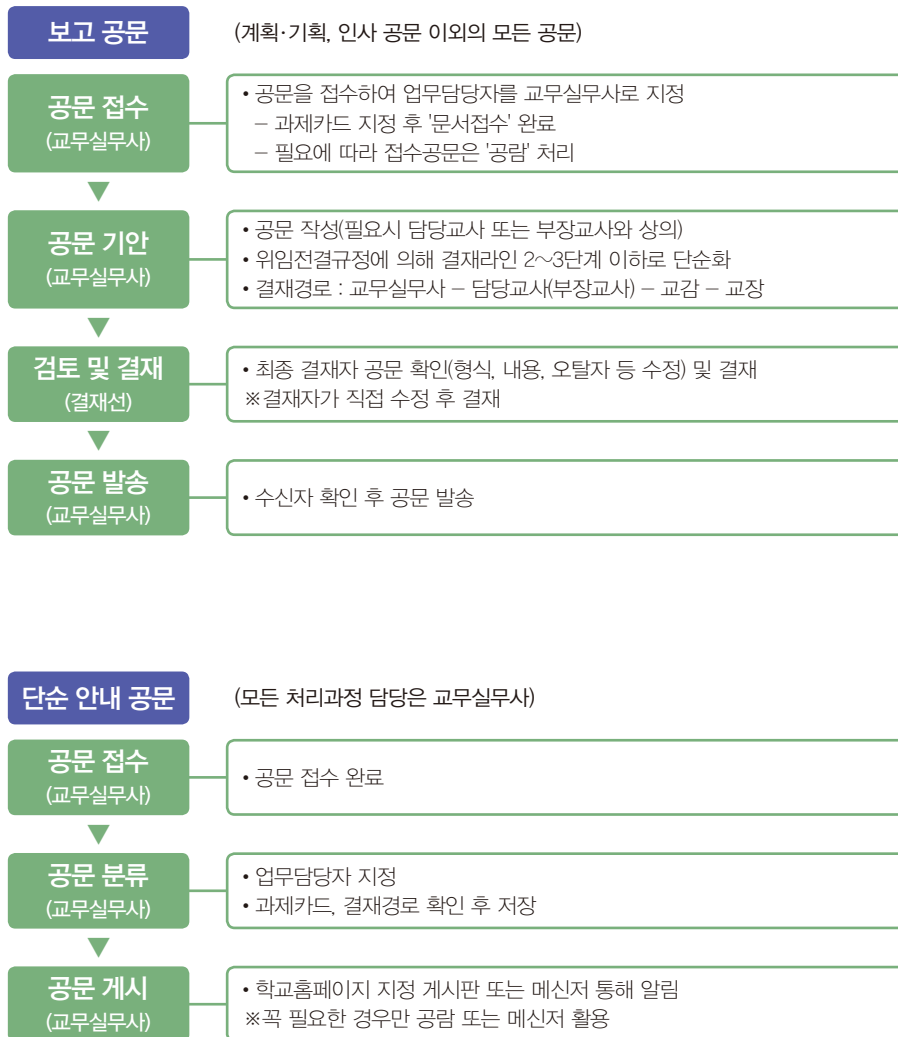 보고 공문
(계획·기획, 인사 공문 이외의 모든 공문)
공문 접수
(교무실무사)
• 공문을 접수하여 업무담당자를 교무실무사로 지정
– 과제카드 지정 후 '문서접수' 완료
– 필요에 따라 접수공문은 '공람' 처리
공문 기안
(교무실무사)
• 공문 작성(필요시 담당교사 또는 부장교사와 상의)
• 위임전결규정에 의해 결재라인 2~3단계 이하로 단순화
• 결재경로 : 교무실무사 – 담당교사(부장교사) – 교감 – 교장
검토 및 결재
(결재선)
• 최종 결재자 공문 확인(형식, 내용, 오탈자 등 수정) 및 결재
※결재자가 직접 수정 후 결재
공문 발송
(교무실무사)
• 수신자 확인 후 공문 발송
단순 안내 공문
(모든 처리과정 담당은 교무실무사)
공문 접수
(교무실무사)
• 공문 접수 완료
공문 분류
(교무실무사)
• 업무담당자 지정
• 과제카드, 결재경로 확인 후 저장
공문 게시
(교무실무사)
• 학교홈페이지 지정 게시판 또는 메신저 통해 알림
※꼭 필요한 경우만 공람 또는 메신저 활용